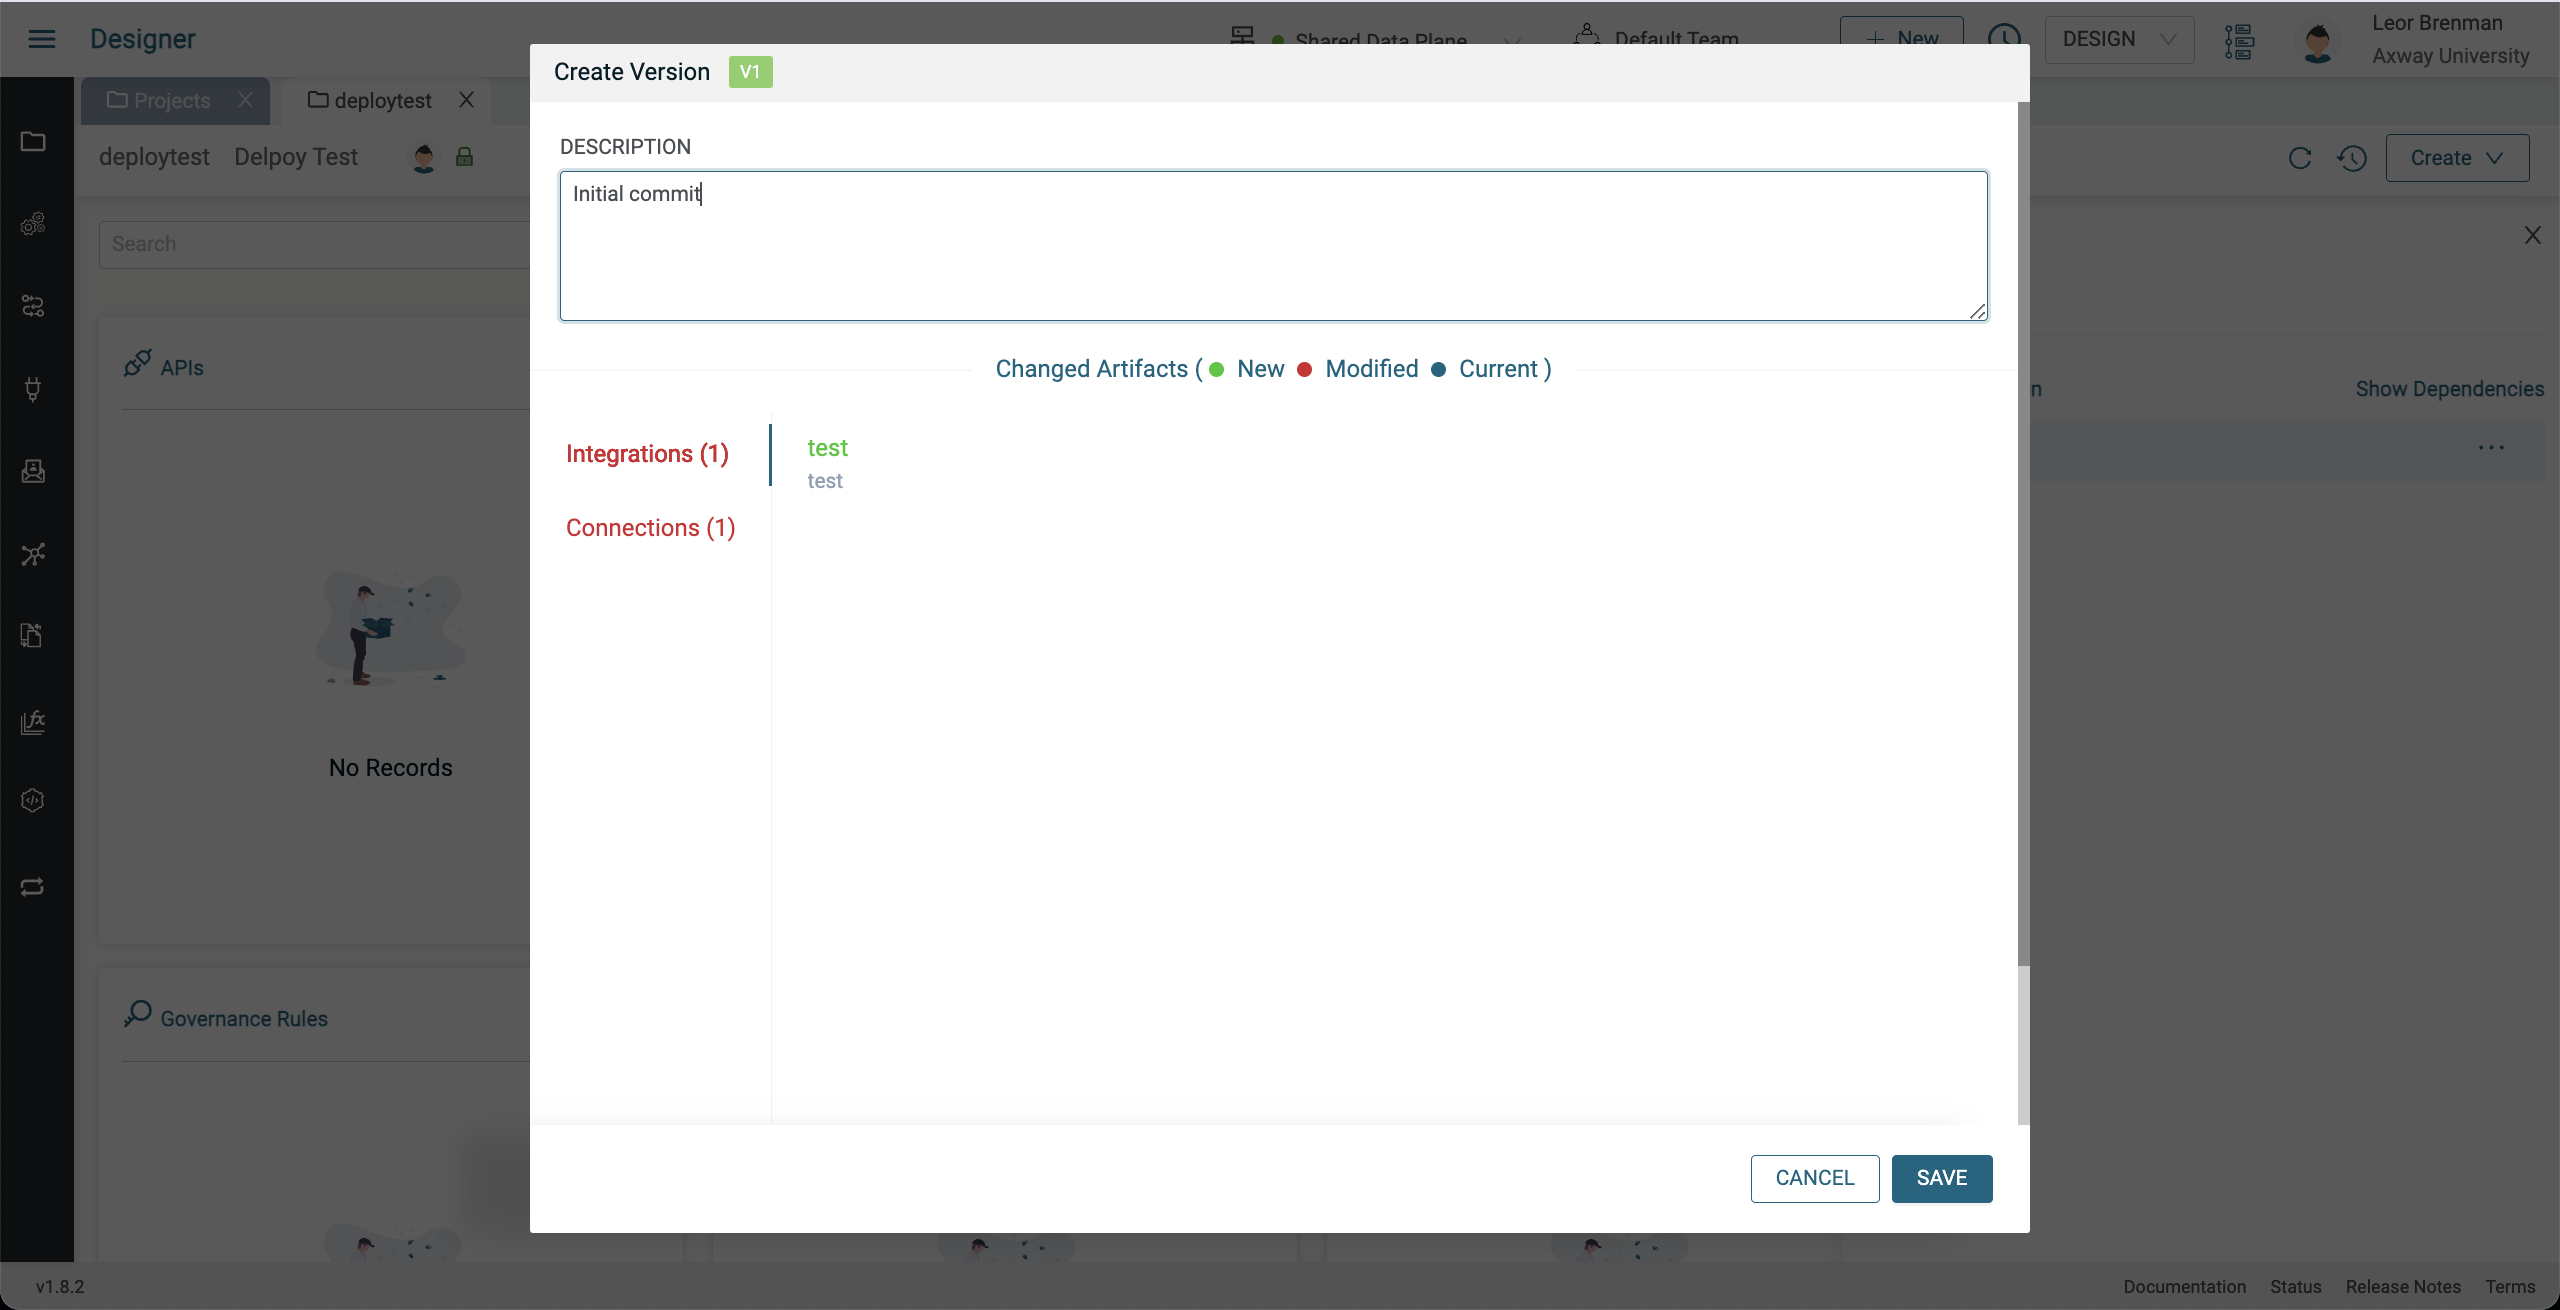 Designer
Shared Data Plane
Default Team
New
DESIGN
Leor Brenman
Axway University
Projects
deploytest
deploytest
Delpoy Test
Create
Search
APIs
No Records
Governance Rules
n
Show Dependencies
Create Version
V1
DESCRIPTION
Initial commit
Changed Artifacts ( New Modified Current )
Integrations (1)
Connections (1)
test
test
CANCEL
SAVE
v1.8.2
Documentation
Status
Release Notes
Terms